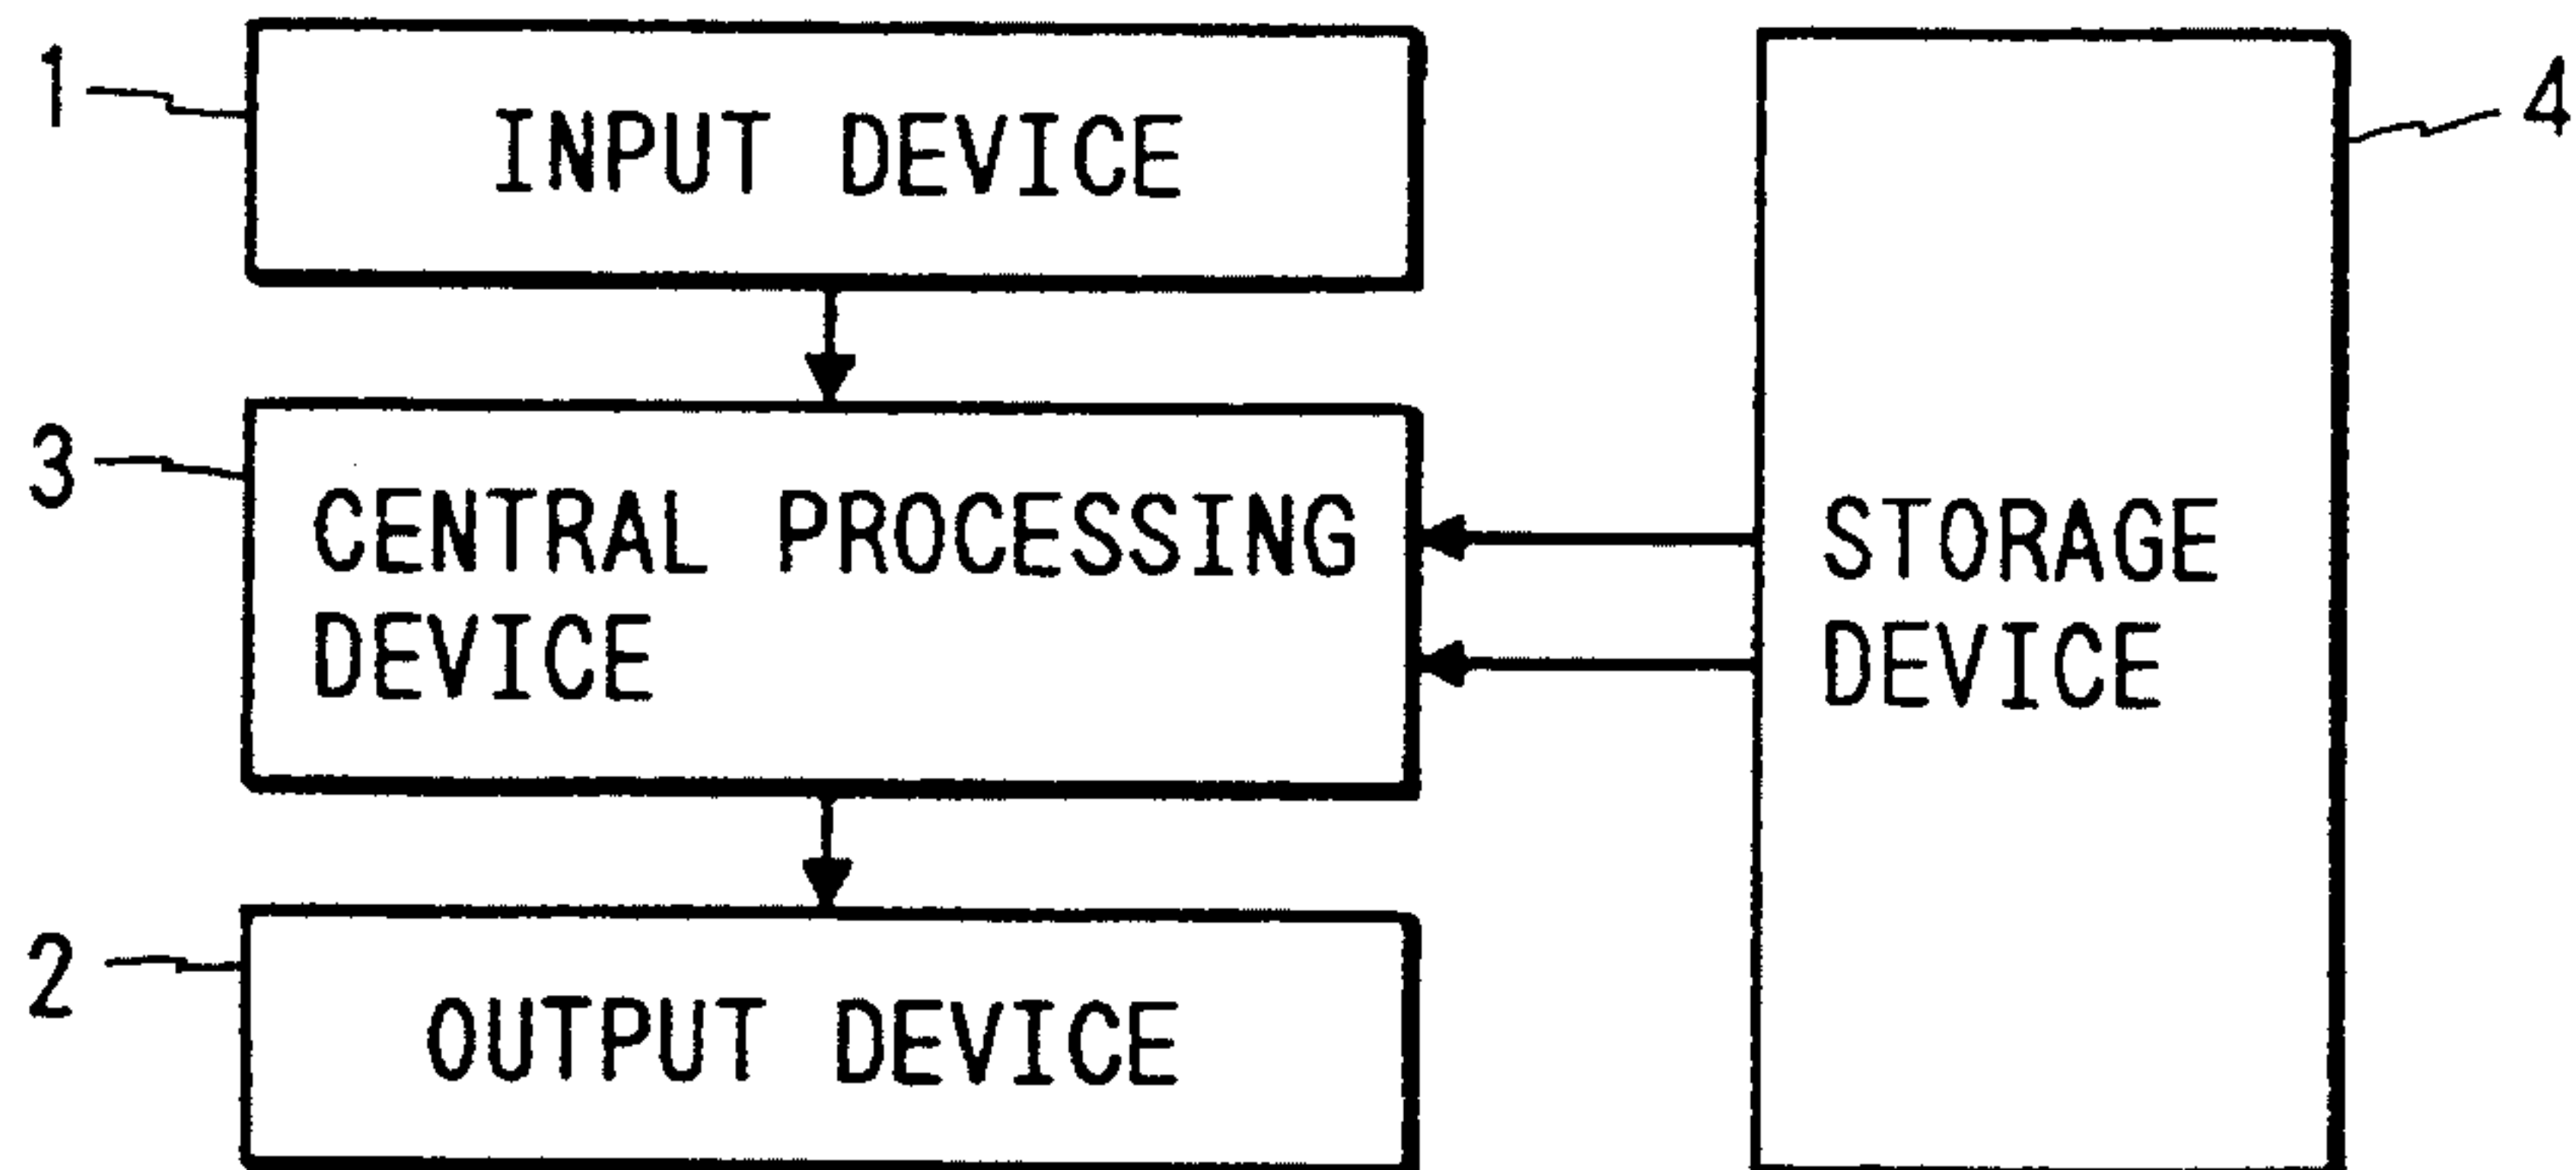 1
INPUT DEVICE
4
3
CENTRAL PROCESSING
DEVICE
STORAGE
DEVICE
2
OUTPUT DEVICE